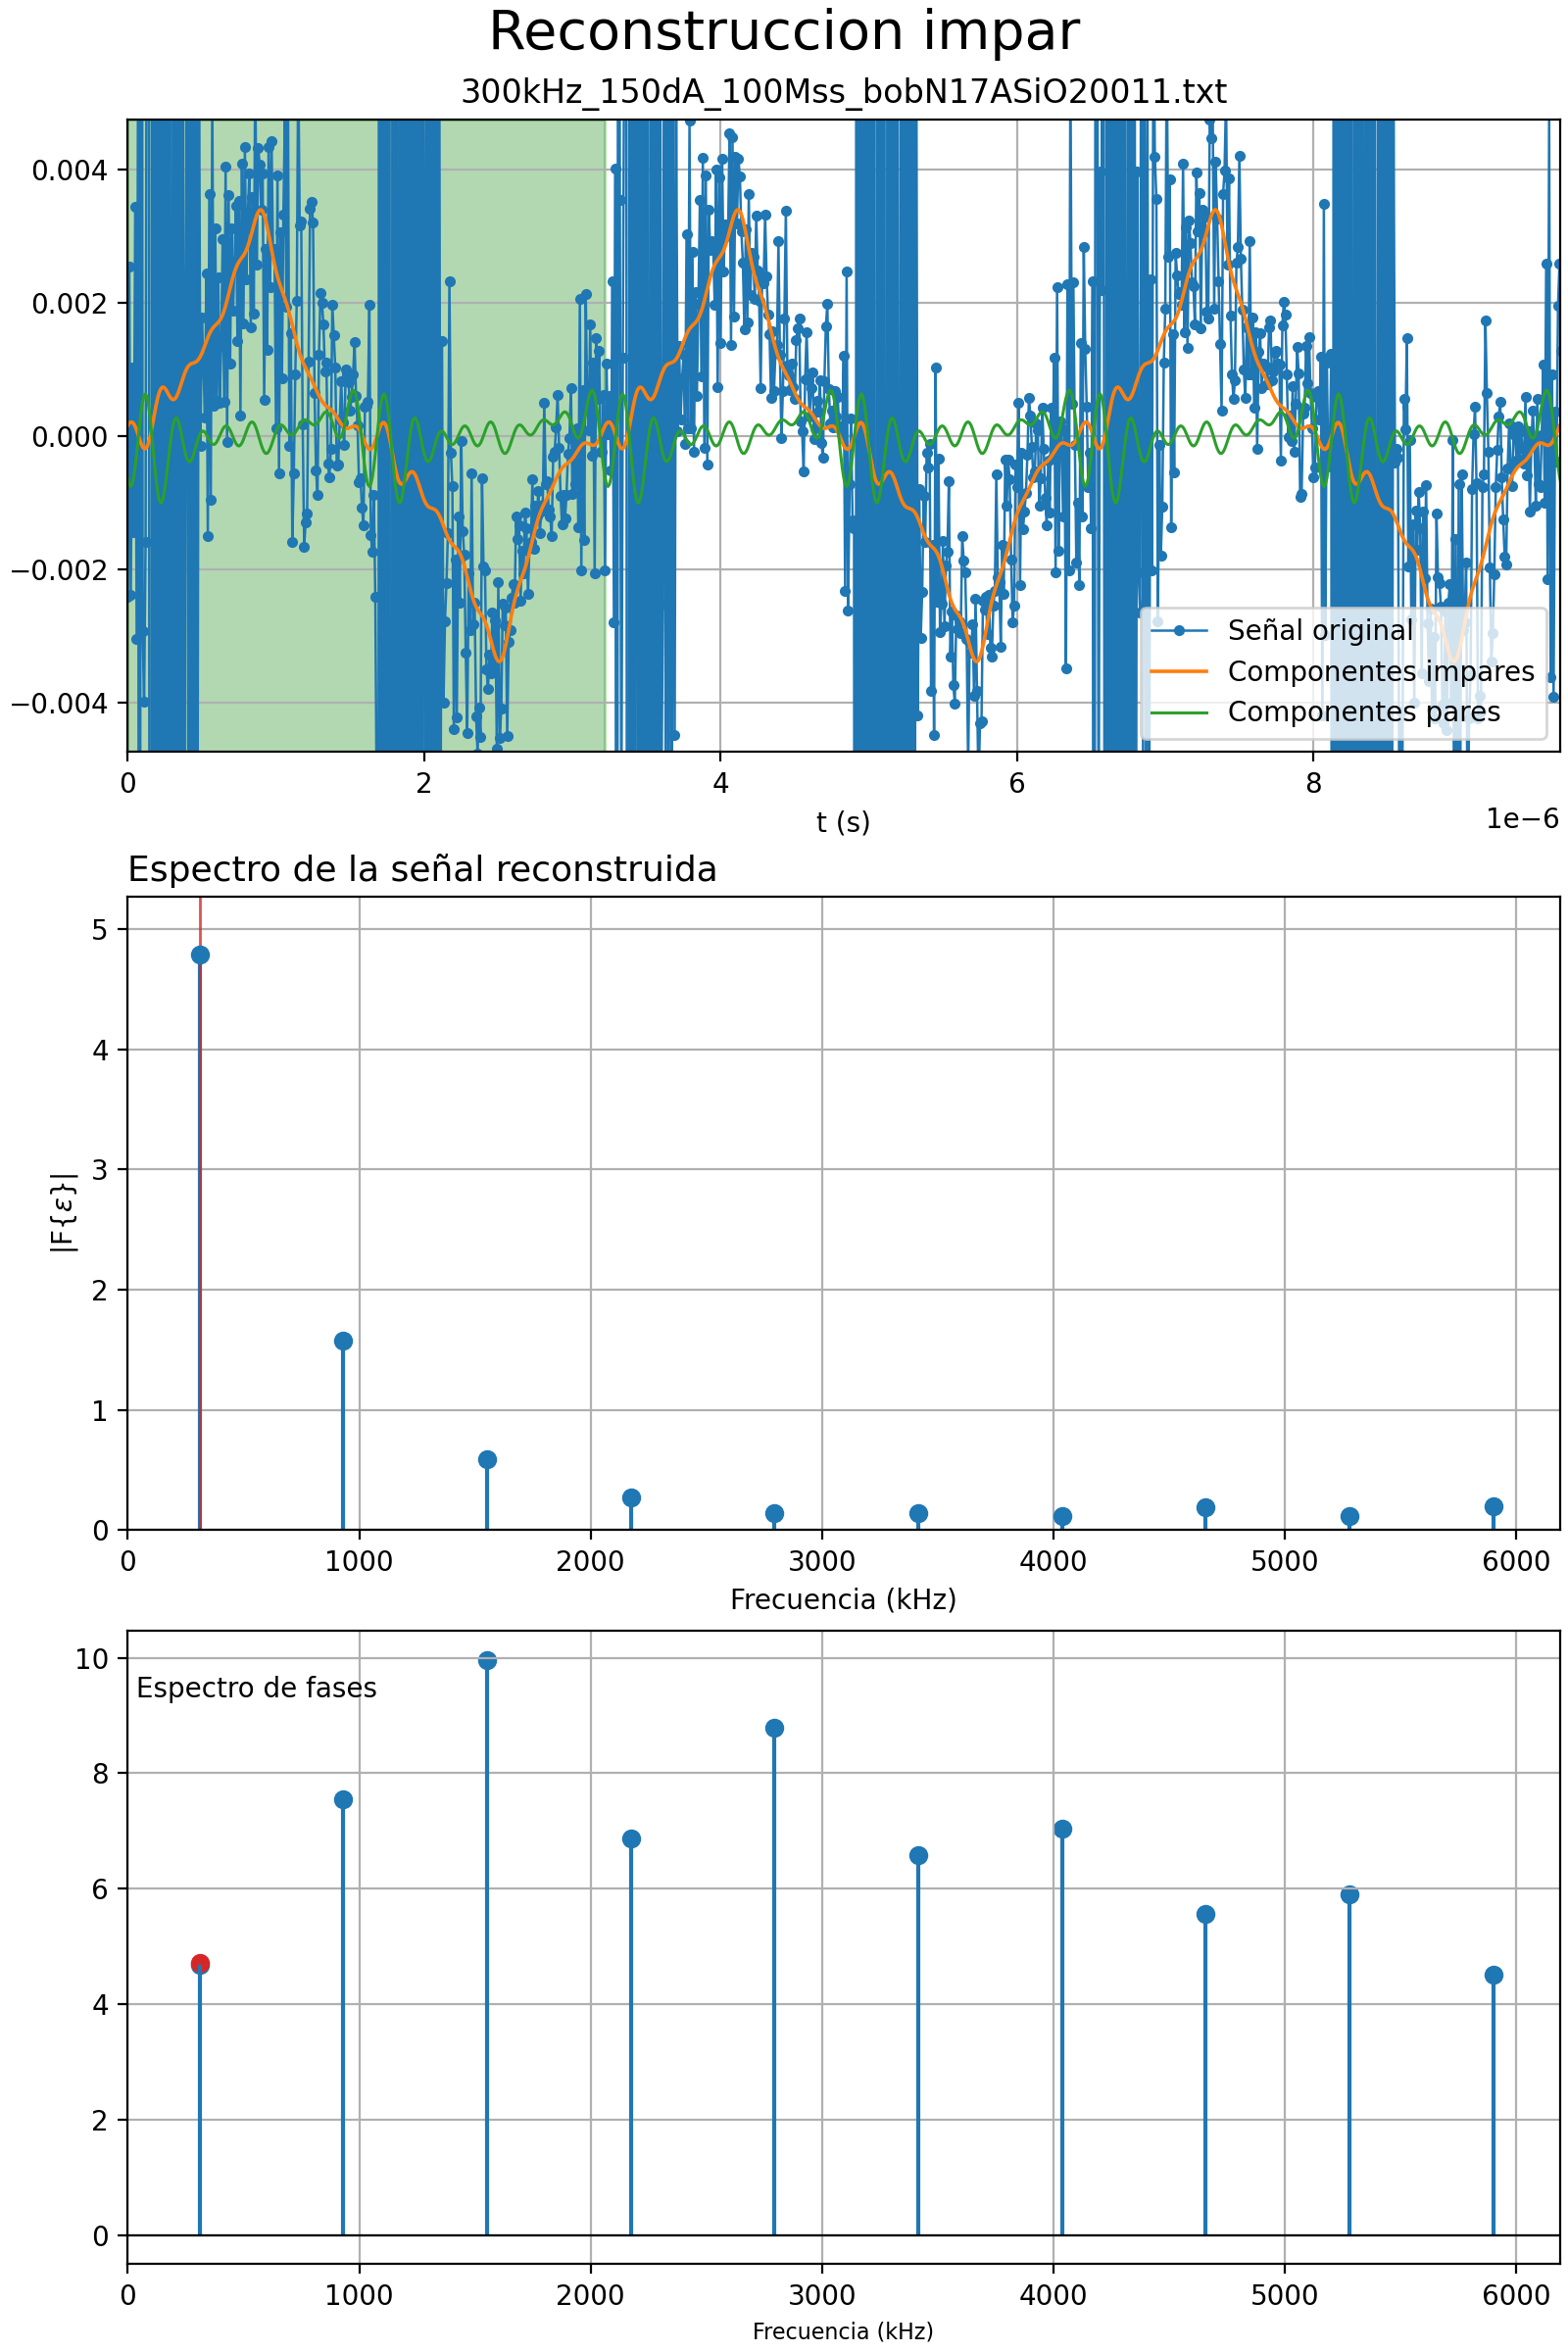 Reconstruccion impar
300kHz_150dA_100Mss_bobN17ASiO20011.txt
0.004
0.002
0.000
−0.002
−0.004
Señal original
Componentes impares
Componentes pares
0 2 4 6 8
1e−6
t (s)
Espectro de la señal reconstruida
5
4
3
2
1
0
|F{ε}|
0 1000 2000 3000 4000 5000 6000
Frecuencia (kHz)
Espectro de fases
10
8
6
4
2
0
0 1000 2000 3000 4000 5000 6000
Frecuencia (kHz)